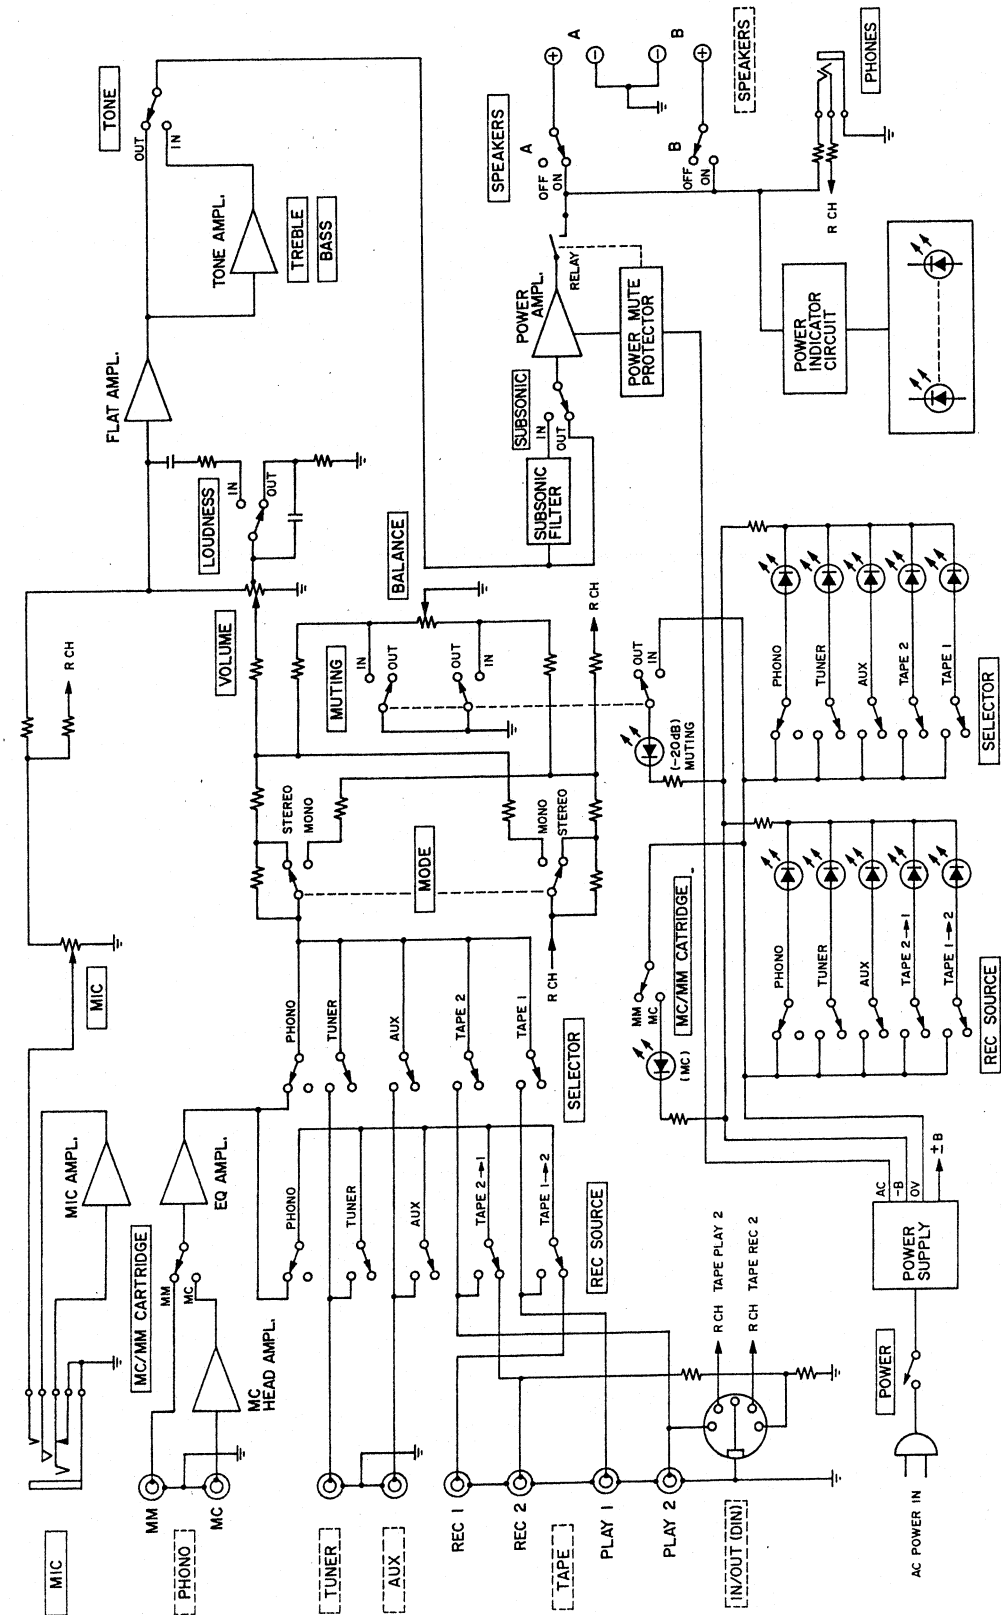 MIC
PHONO
MM
MC
TUNER
AUX
TAPE
REC 1
REC 2
PLAY 1
PLAY 2
IN/OUT (DIN)
AC POWER IN
MC/MM CARTRIDGE
MM
MC
MC
HEAD AMPL.
MIC AMPL.
EQ AMPL.
MIC
R CH
PHONO
TUNER
AUX
TAPE 2→1
TAPE 1→2
REC SOURCE
PHONO
TUNER
AUX
TAPE 2
TAPE 1
SELECTOR
R CH TAPE PLAY 2
R CH TAPE REC 2
POWER
POWER
SUPPLY
AC
-B
OV
±B
R CH
STEREO
MONO
MODE
MONO
STEREO
MUTING
IN
OUT
OUT
IN
VOLUME
BALANCE
R CH
LOUDNESS
IN
OUT
FLAT AMPL.
TONE AMPL.
TREBLE
BASS
TONE
OUT
IN
MM
MC
(MC)
MC/MM CATRIDGE
OUT
IN
(-20dB)
MUTING
PHONO
TUNER
AUX
TAPE 2→1
TAPE 1→2
REC SOURCE
PHONO
TUNER
AUX
TAPE 2
TAPE 1
SELECTOR
SUBSONIC
FILTER
SUBSONIC
IN
OUT
POWER
AMPL.
RELAY
POWER MUTE
PROTECTOR
POWER
INDICATOR
CIRCUIT
SPEAKERS
A
OFF
ON
B
OFF
ON
A
B
SPEAKERS
R CH
PHONES